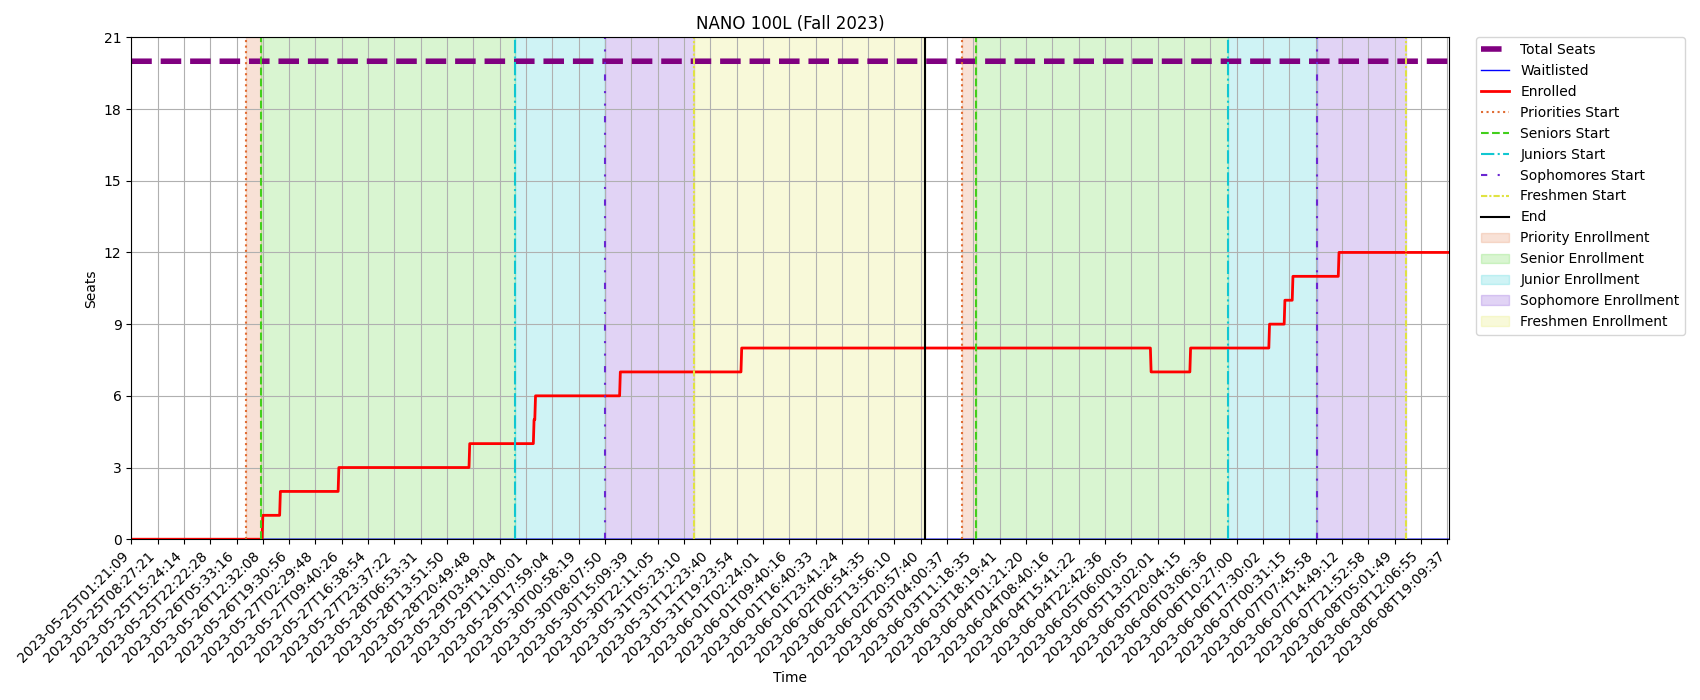 NANO 100L (Fall 2023)
21
18
15
12
9
6
3
0
Seats
2023-05-25T01:21:09
2023-05-25T08:27:21
2023-05-25T15:24:14
2023-05-25T22:22:28
2023-05-26T05:33:16
2023-05-26T12:32:08
2023-05-26T19:30:56
2023-05-27T02:29:48
2023-05-27T09:40:26
2023-05-27T16:38:54
2023-05-27T23:37:22
2023-05-28T06:53:31
2023-05-28T13:51:50
2023-05-28T20:49:48
2023-05-29T03:49:04
2023-05-29T11:00:01
2023-05-29T17:59:04
2023-05-30T00:58:19
2023-05-30T08:07:50
2023-05-30T15:09:39
2023-05-30T22:11:05
2023-05-31T05:23:10
2023-05-31T12:23:40
2023-05-31T19:23:54
2023-06-01T02:24:01
2023-06-01T09:40:16
2023-06-01T16:40:33
2023-06-01T23:41:24
2023-06-02T06:54:35
2023-06-02T13:56:10
2023-06-02T20:57:40
2023-06-03T04:00:37
2023-06-03T11:18:35
2023-06-03T18:19:41
2023-06-04T01:21:20
2023-06-04T08:40:16
2023-06-04T15:41:22
2023-06-04T22:42:36
2023-06-05T06:00:05
2023-06-05T13:02:01
2023-06-05T20:04:15
2023-06-06T03:06:36
2023-06-06T10:27:00
2023-06-06T17:30:02
2023-06-07T00:31:15
2023-06-07T07:45:58
2023-06-07T14:49:12
2023-06-07T21:52:58
2023-06-08T05:01:49
2023-06-08T12:06:55
2023-06-08T19:09:37
Time
Total Seats
Waitlisted
Enrolled
Priorities Start
Seniors Start
Juniors Start
Sophomores Start
Freshmen Start
End
Priority Enrollment
Senior Enrollment
Junior Enrollment
Sophomore Enrollment
Freshmen Enrollment